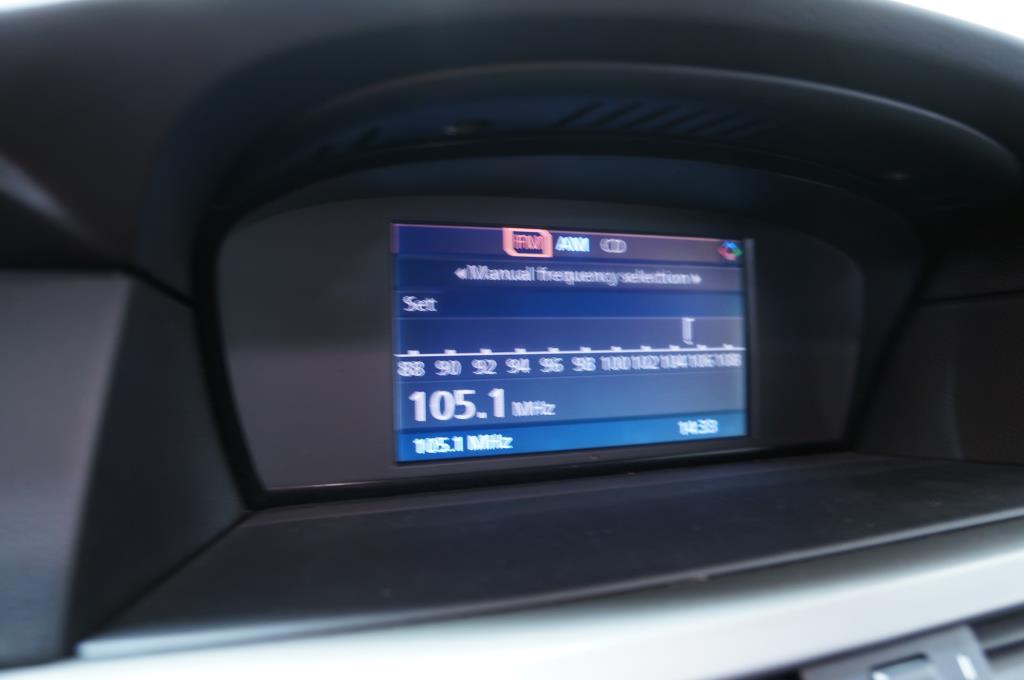 FM AM CD
◂ Manual frequency selection ▸
Set
88 90 92 94 96 98 100 102 104 106 108
105.1 MHz
105.1 MHz 14:33